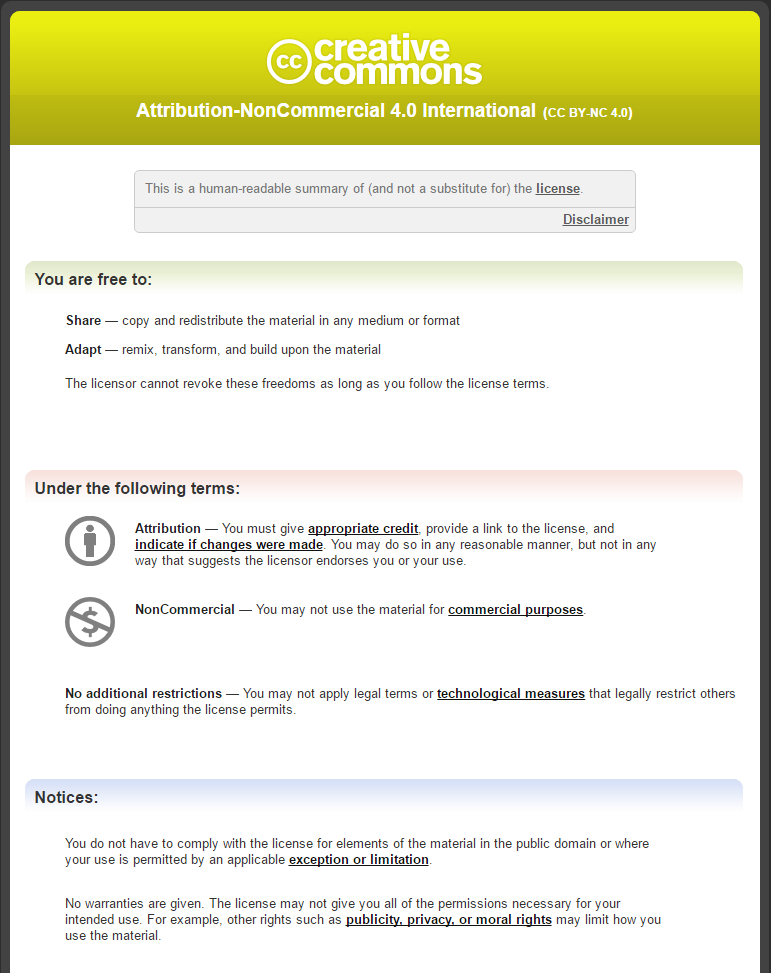 cc creative
commons
Attribution-NonCommercial 4.0 International (CC BY-NC 4.0)
This is a human-readable summary of (and not a substitute for) the license.
Disclaimer
You are free to:
Share — copy and redistribute the material in any medium or format
Adapt — remix, transform, and build upon the material
The licensor cannot revoke these freedoms as long as you follow the license terms.
Under the following terms:
Attribution — You must give appropriate credit, provide a link to the license, and
indicate if changes were made. You may do so in any reasonable manner, but not in any
way that suggests the licensor endorses you or your use.
$
NonCommercial — You may not use the material for commercial purposes.
No additional restrictions — You may not apply legal terms or technological measures that legally restrict others
from doing anything the license permits.
Notices:
You do not have to comply with the license for elements of the material in the public domain or where
your use is permitted by an applicable exception or limitation.
No warranties are given. The license may not give you all of the permissions necessary for your
intended use. For example, other rights such as publicity, privacy, or moral rights may limit how you
use the material.